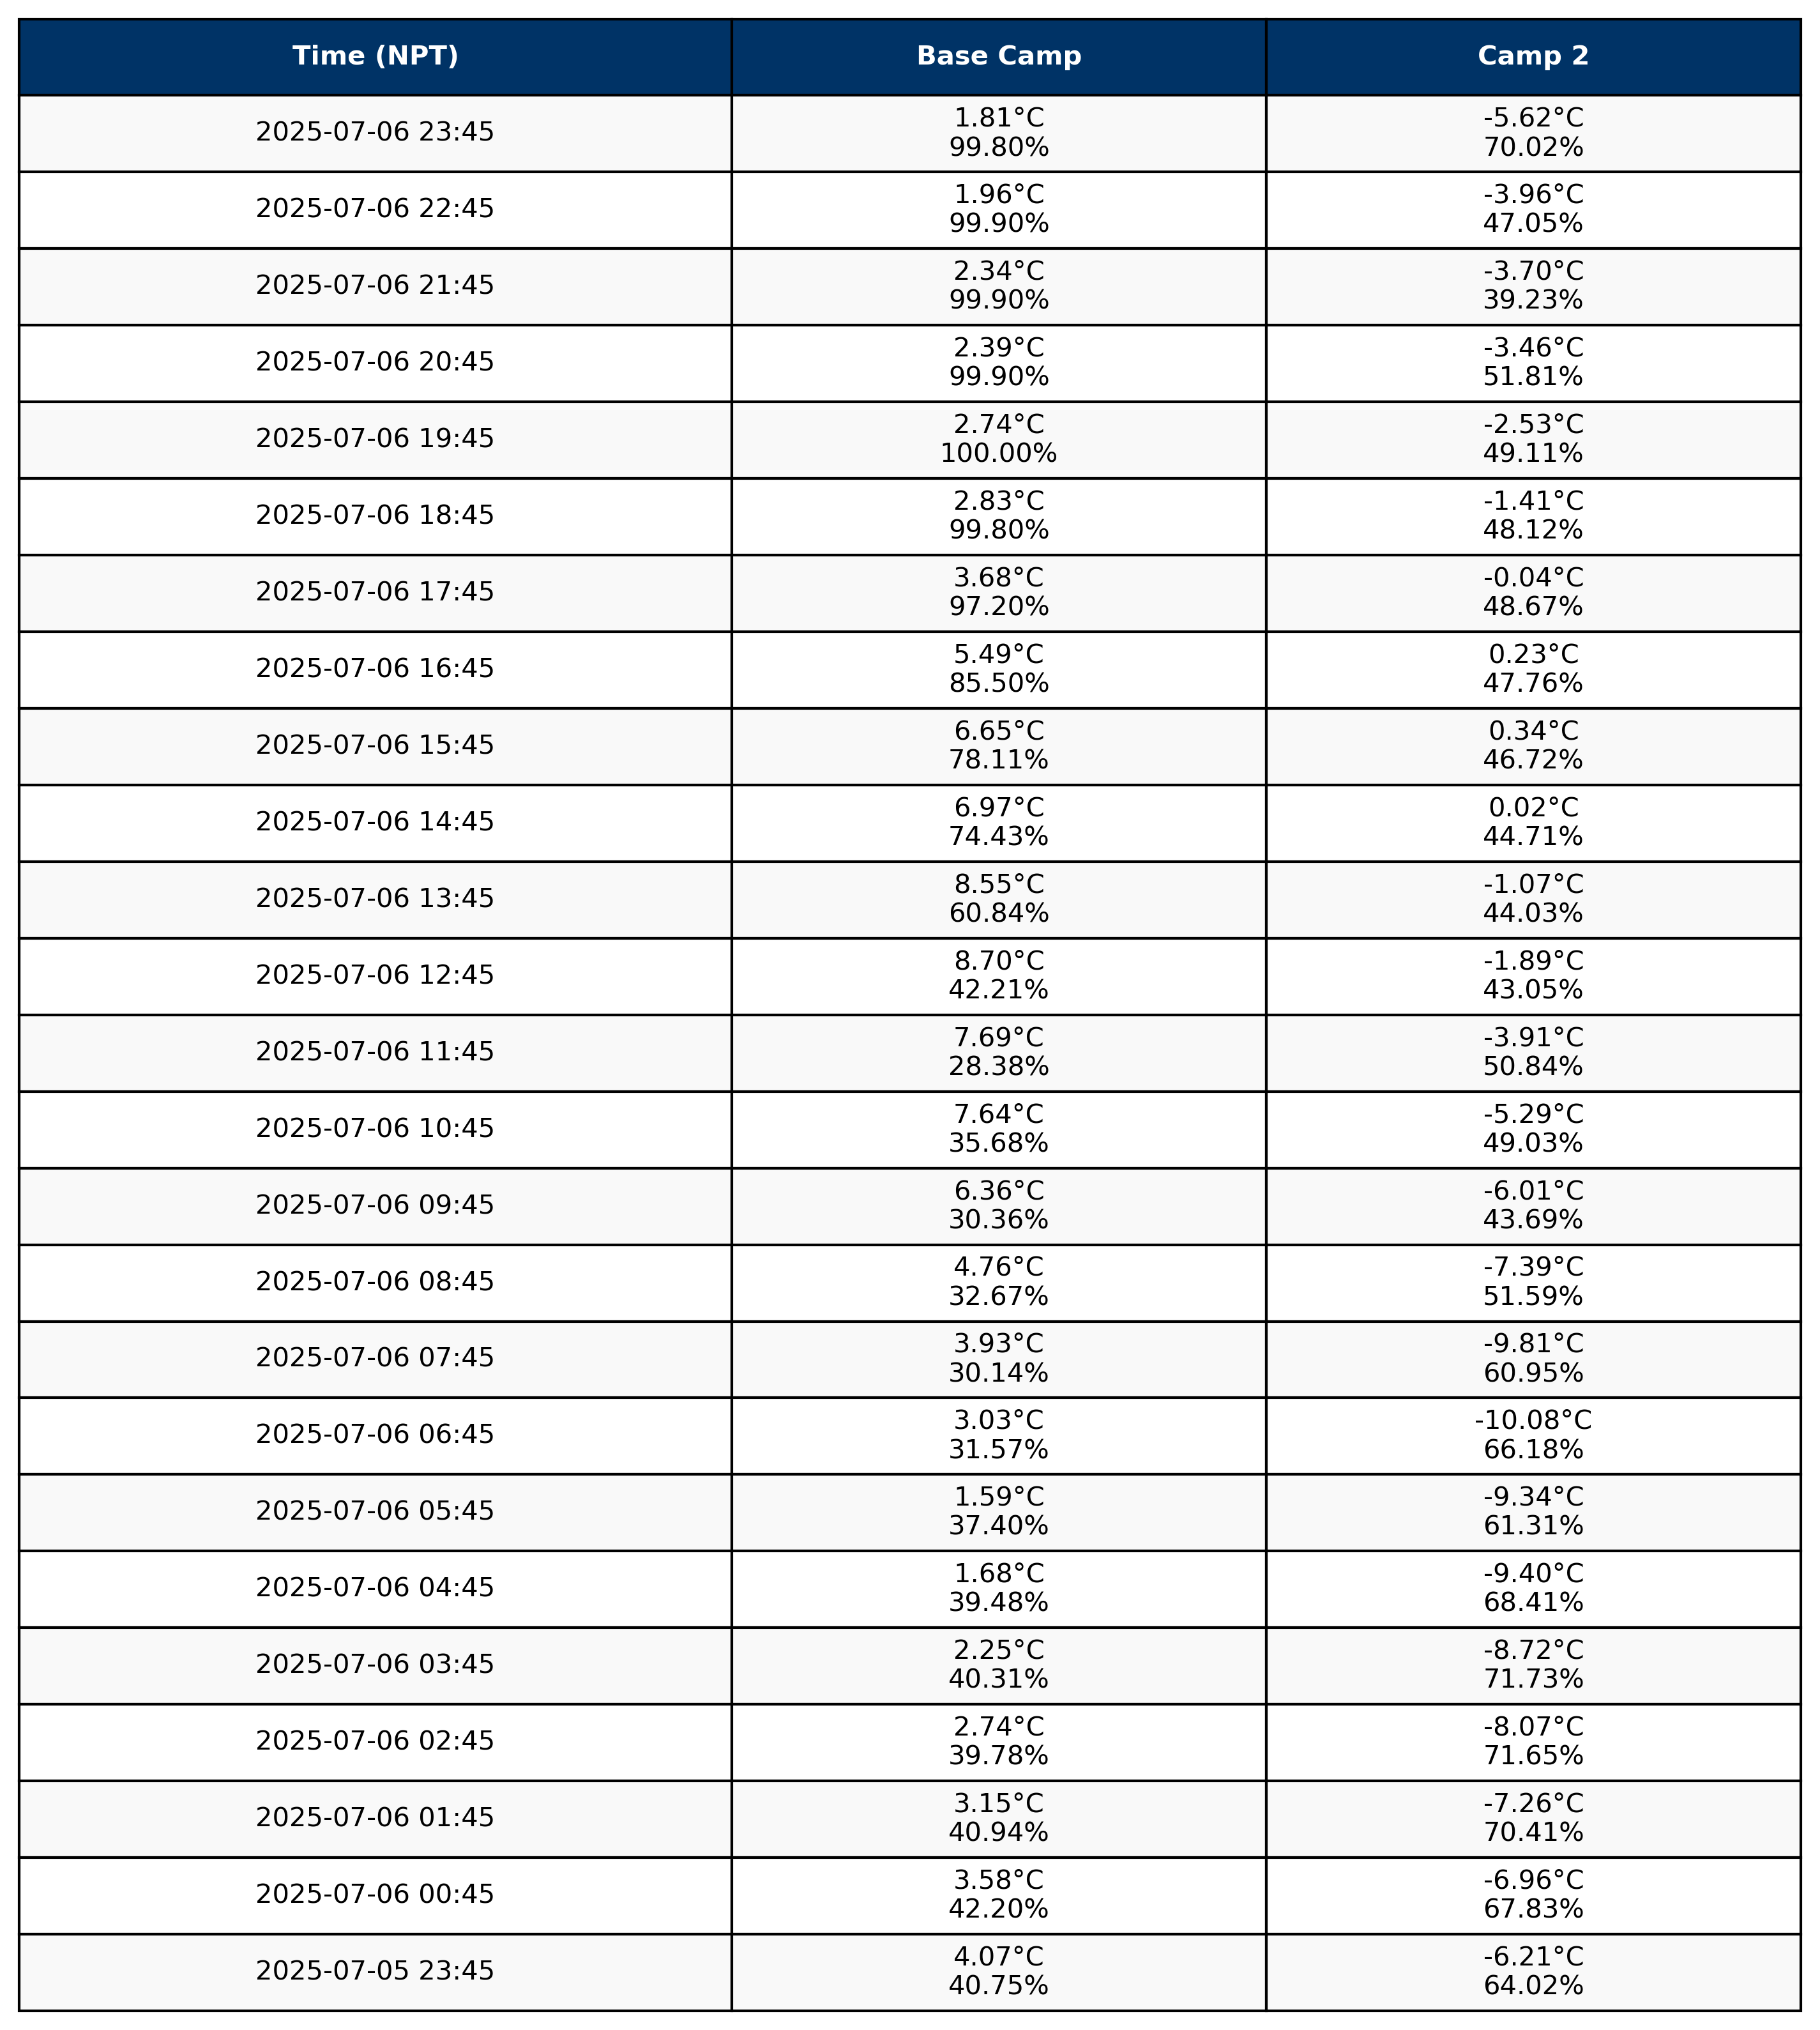 Time (NPT) Base Camp Camp 2
2025-07-06 23:45 1.81°C -5.62°C
99.80% 70.02%
2025-07-06 22:45 1.96°C -3.96°C
99.90% 47.05%
2025-07-06 21:45 2.34°C -3.70°C
99.90% 39.23%
2025-07-06 20:45 2.39°C -3.46°C
99.90% 51.81%
2025-07-06 19:45 2.74°C -2.53°C
100.00% 49.11%
2025-07-06 18:45 2.83°C -1.41°C
99.80% 48.12%
2025-07-06 17:45 3.68°C -0.04°C
97.20% 48.67%
2025-07-06 16:45 5.49°C 0.23°C
85.50% 47.76%
2025-07-06 15:45 6.65°C 0.34°C
78.11% 46.72%
2025-07-06 14:45 6.97°C 0.02°C
74.43% 44.71%
2025-07-06 13:45 8.55°C -1.07°C
60.84% 44.03%
2025-07-06 12:45 8.70°C -1.89°C
42.21% 43.05%
2025-07-06 11:45 7.69°C -3.91°C
28.38% 50.84%
2025-07-06 10:45 7.64°C -5.29°C
35.68% 49.03%
2025-07-06 09:45 6.36°C -6.01°C
30.36% 43.69%
2025-07-06 08:45 4.76°C -7.39°C
32.67% 51.59%
2025-07-06 07:45 3.93°C -9.81°C
30.14% 60.95%
2025-07-06 06:45 3.03°C -10.08°C
31.57% 66.18%
2025-07-06 05:45 1.59°C -9.34°C
37.40% 61.31%
2025-07-06 04:45 1.68°C -9.40°C
39.48% 68.41%
2025-07-06 03:45 2.25°C -8.72°C
40.31% 71.73%
2025-07-06 02:45 2.74°C -8.07°C
39.78% 71.65%
2025-07-06 01:45 3.15°C -7.26°C
40.94% 70.41%
2025-07-06 00:45 3.58°C -6.96°C
42.20% 67.83%
2025-07-05 23:45 4.07°C -6.21°C
40.75% 64.02%